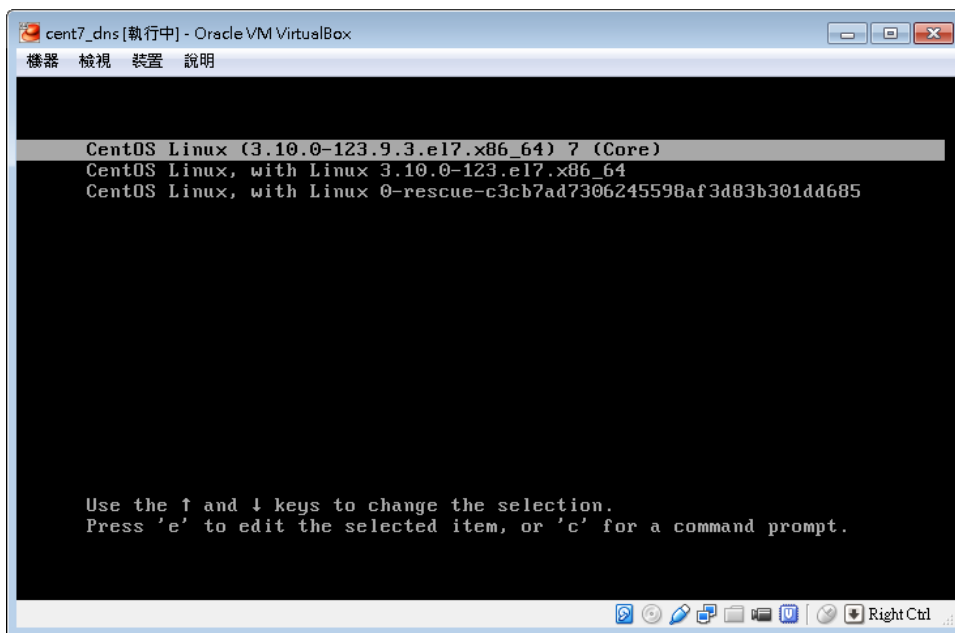 cent7_dns [執行中] - Oracle VM VirtualBox
機器 檢視 裝置 說明
CentOS Linux (3.10.0-123.9.3.el7.x86_64) 7 (Core)
CentOS Linux, with Linux 3.10.0-123.el7.x86_64
CentOS Linux, with Linux 0-rescue-c3cb7ad7306245598af3d83b301dd685
Use the ↑ and ↓ keys to change the selection.
Press 'e' to edit the selected item, or 'c' for a command prompt.
Right Ctrl